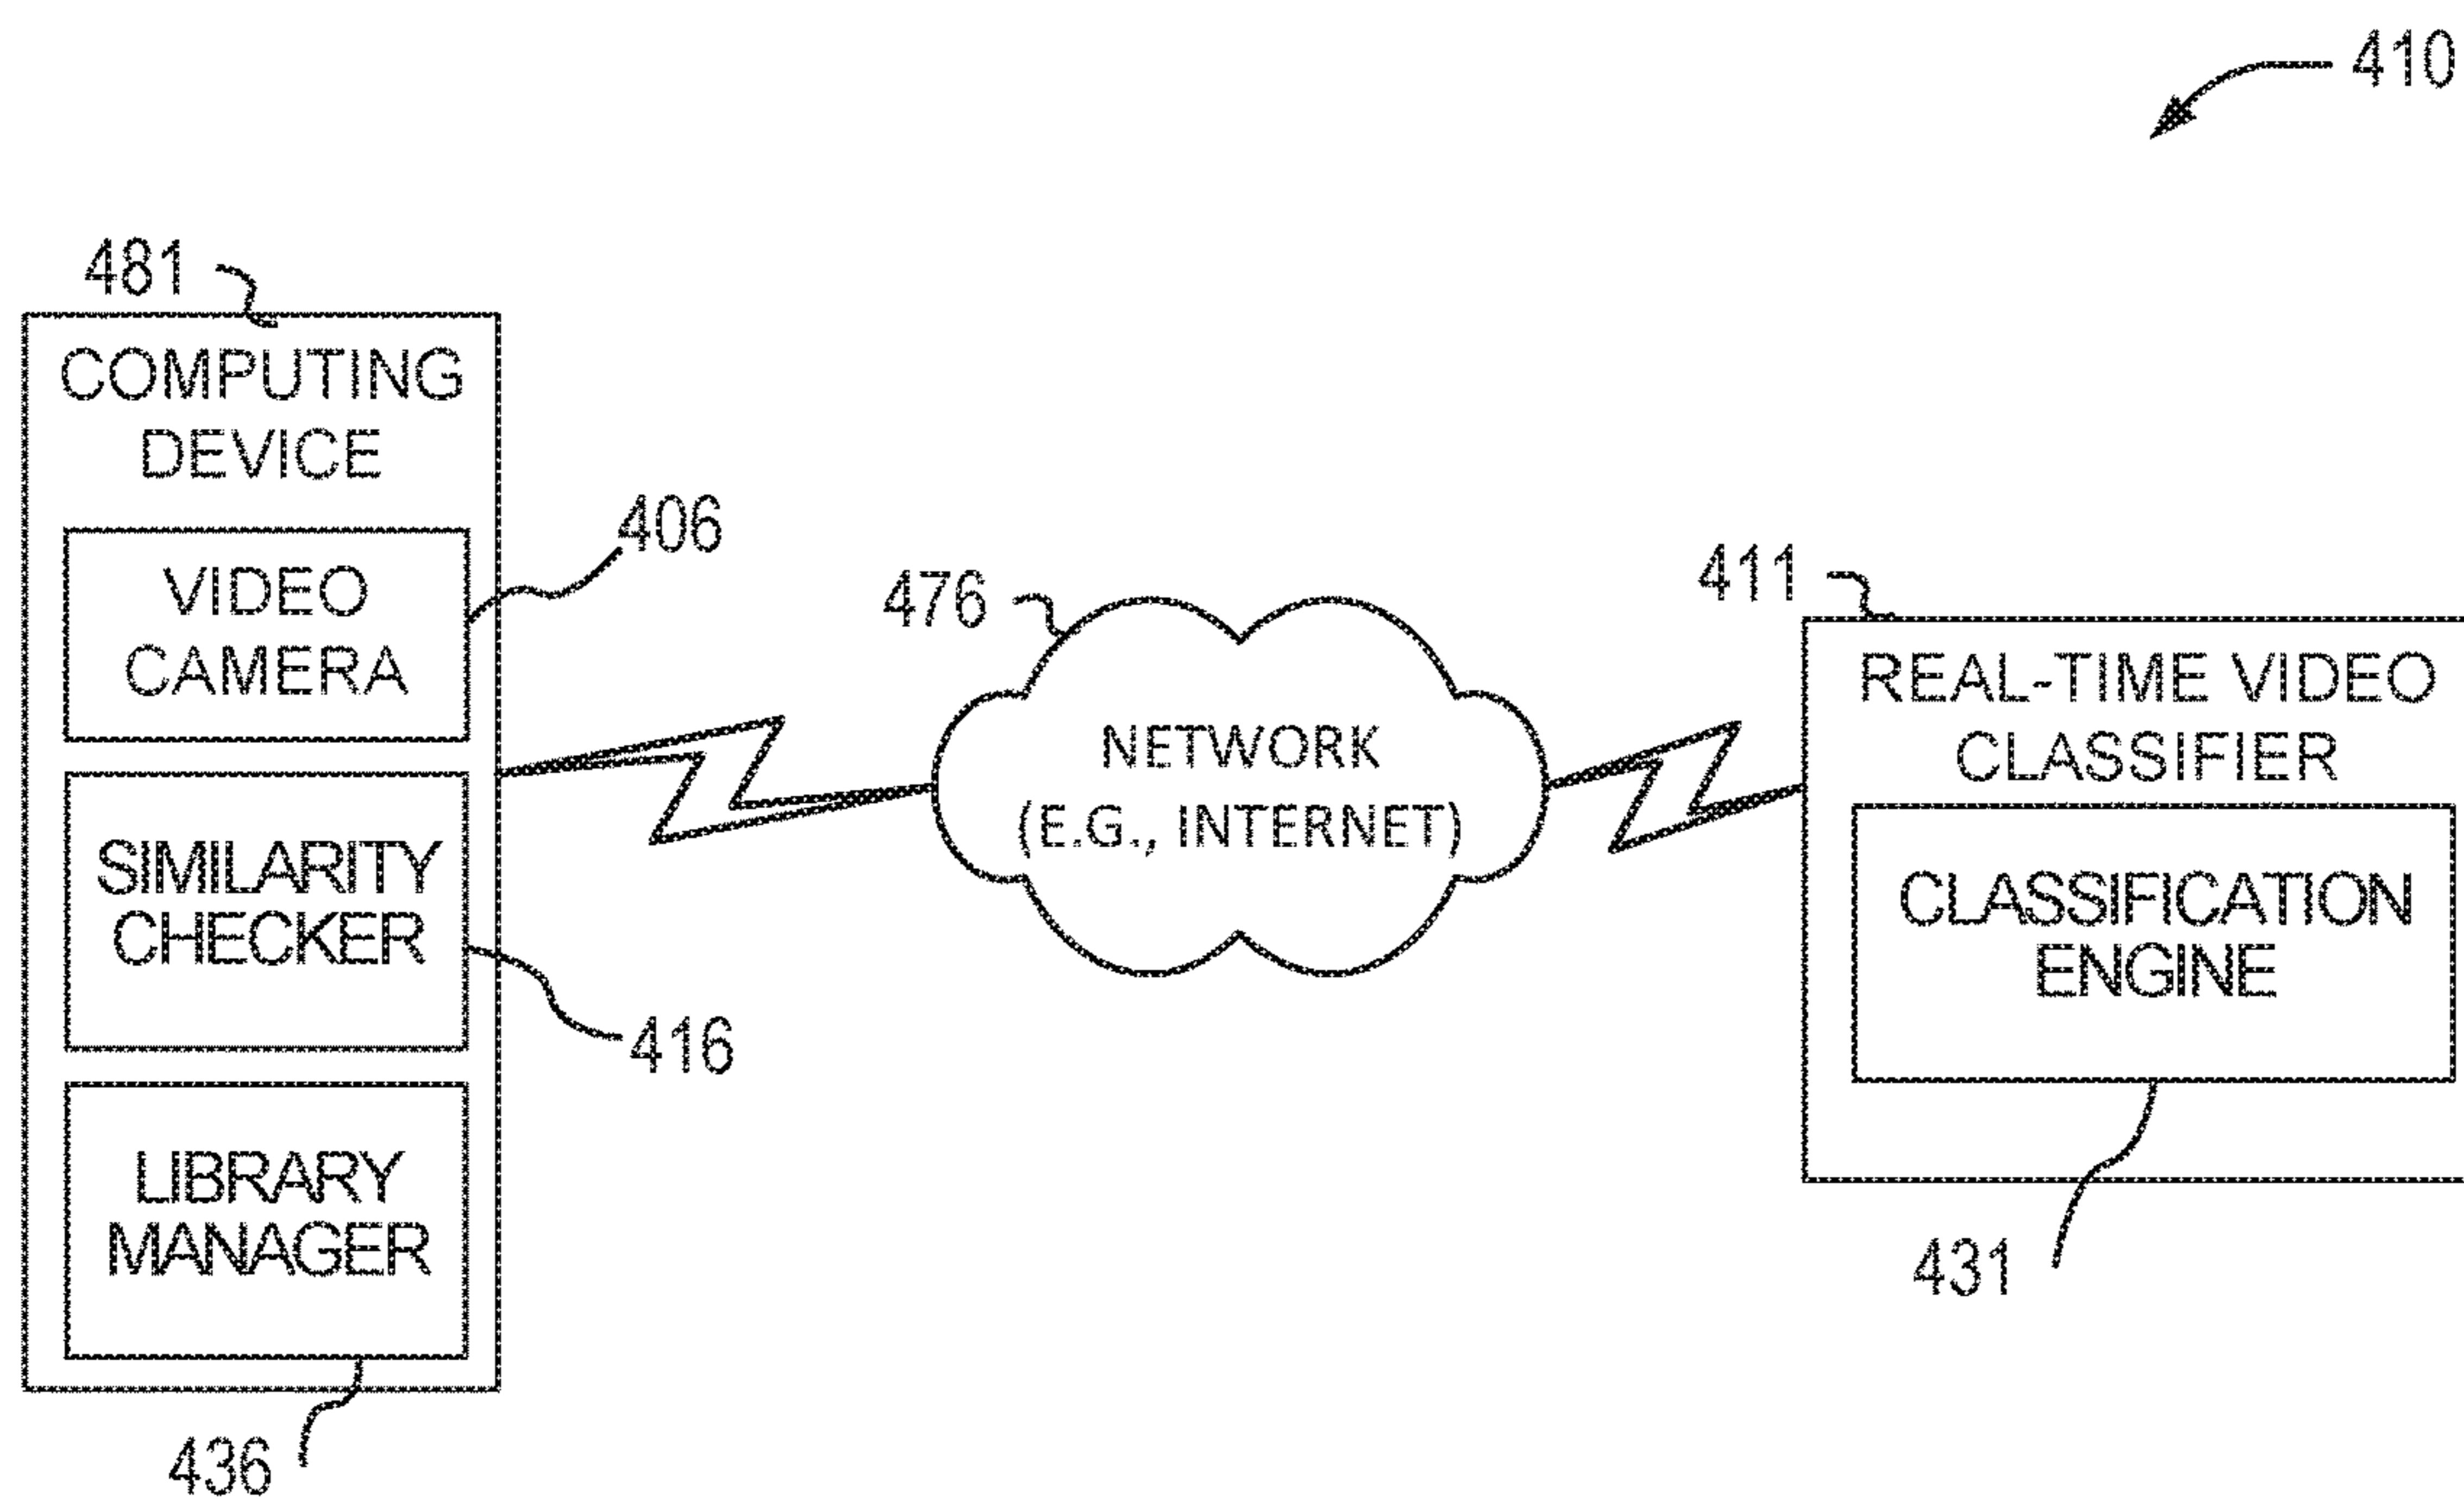 410
481
COMPUTING
DEVICE
406
VIDEO
CAMERA
SIMILARITY
CHECKER
416
LIBRARY
MANAGER
436
476
NETWORK
(E.G., INTERNET)
411
REAL-TIME VIDEO
CLASSIFIER
CLASSIFICATION
ENGINE
431